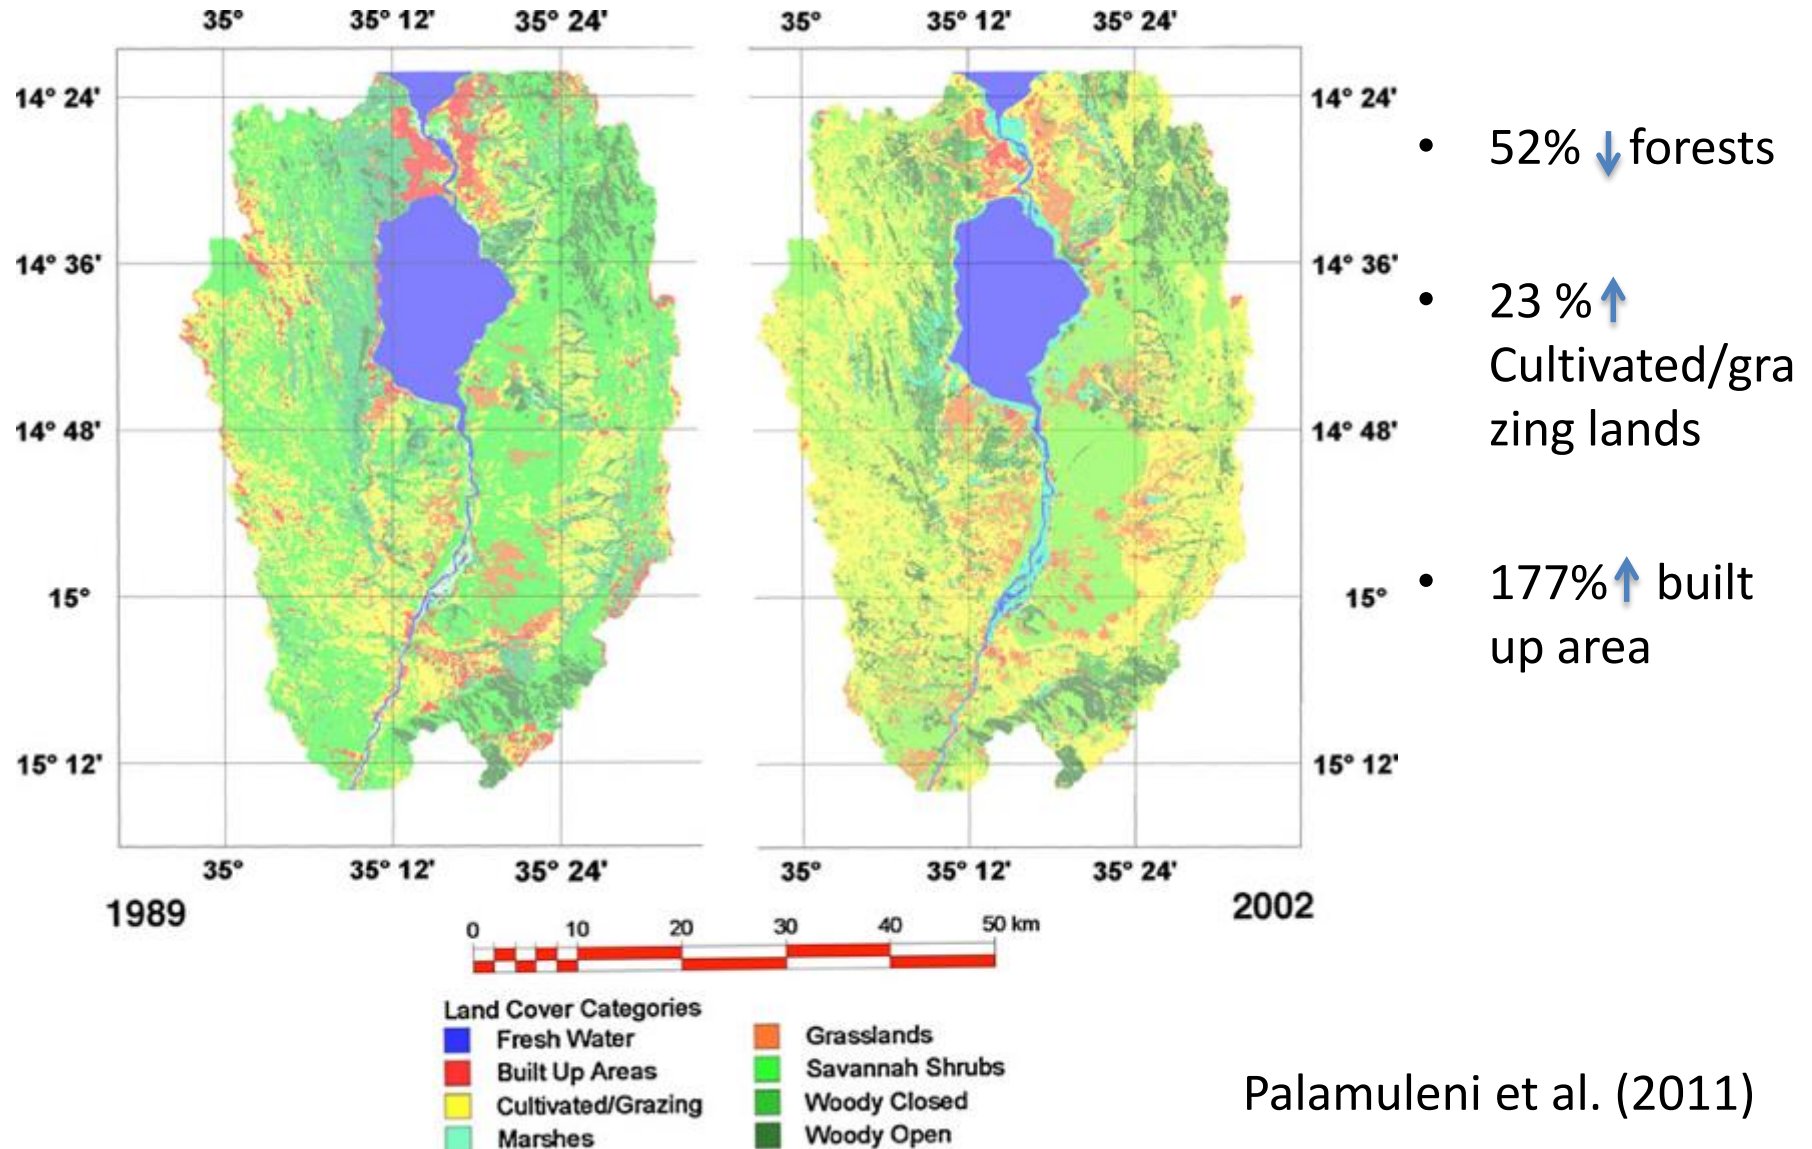 35° 35° 12' 35° 24' 35° 35° 12' 35° 24'
14° 24' 14° 24'
14° 36' 14° 36'
14° 48' 14° 48'
15° 15°
15° 12' 15° 12'
35° 35° 12' 35° 24' 35° 35° 12' 35° 24'
1989 2002
0 10 20 30 40 50 km
Land Cover Categories
Fresh Water
Built Up Areas
Cultivated/Grazing
Marshes
Grasslands
Savannah Shrubs
Woody Closed
Woody Open
• 52% ↓ forests
• 23 % ↑
Cultivated/gra
zing lands
• 177% ↑ built
up area
Palamuleni et al. (2011)